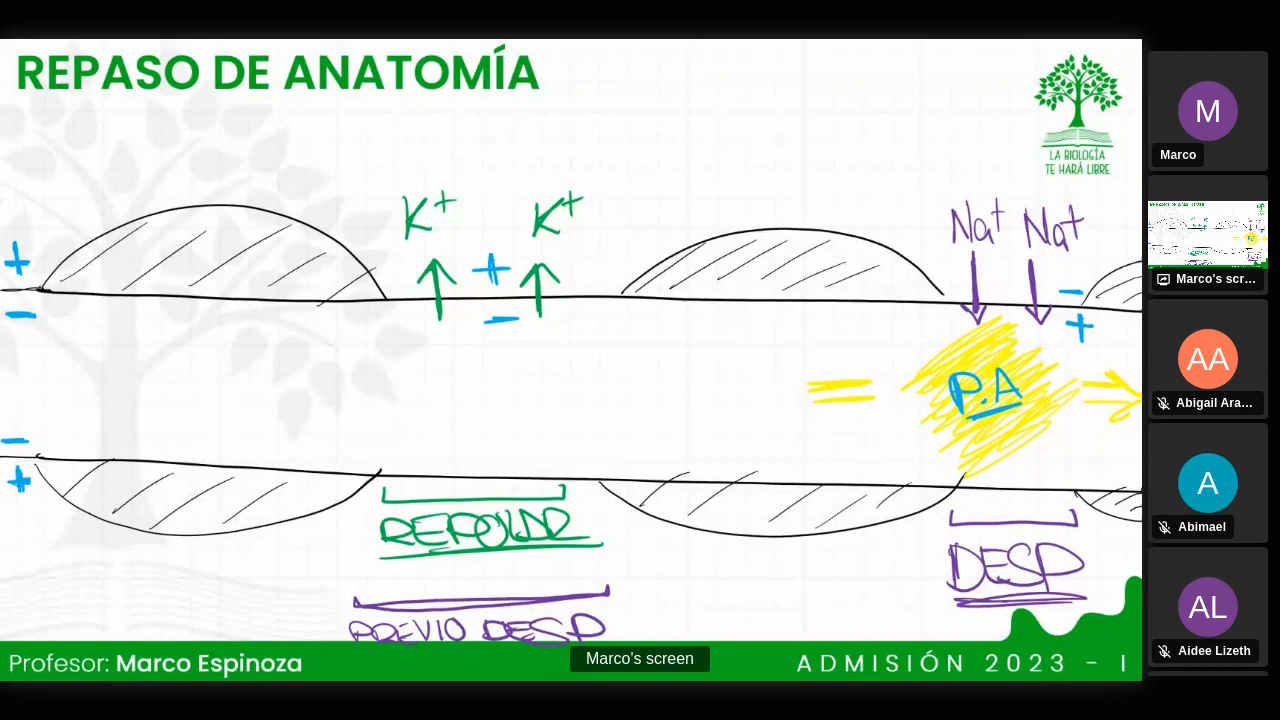 REPASO DE ANATOMÍA
LA BIOLOGÍA
TE HARÁ LIBRE
K+ K+
Na+ Na+
+ + -
- - +
P.A
-
+
REPOLAR
DESP
PREVIO DESP
Profesor: Marco Espinoza
Marco's screen
ADMISIÓN 2023 - I
M
Marco
Marco's scr...
AA
Abigail Ara...
A
Abimael
AL
Aidee Lizeth